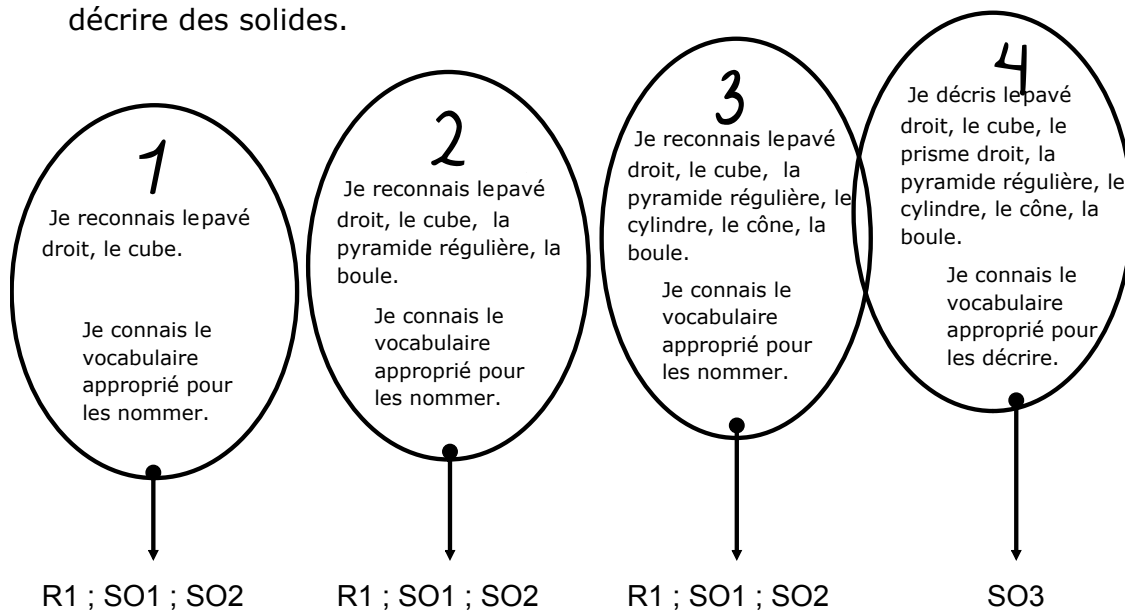 décrire des solides.
1
Je reconnais lepavé
droit, le cube.
Je connais le
vocabulaire
approprié pour
les nommer.
R1 ; SO1 ; SO2
2
Je reconnais lepavé
droit, le cube, la
pyramide régulière, la
boule.
Je connais le
vocabulaire
approprié pour
les nommer.
R1 ; SO1 ; SO2
3
Je reconnais lepavé
droit, le cube, la
pyramide régulière, le
cylindre, le cône, la
boule.
Je connais le
vocabulaire
approprié pour
les nommer.
R1 ; SO1 ; SO2
4
Je décris lepavé
droit, le cube, le
prisme droit, la
pyramide régulière, le
cylindre, le cône, la
boule.
Je connais le
vocabulaire
approprié pour
les décrire.
SO3